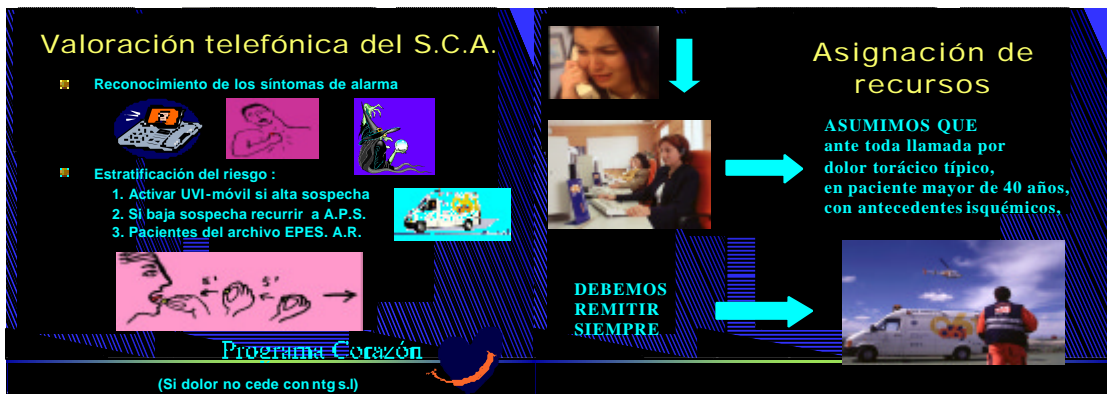 Valoración telefónica del S.C.A.
Reconocimiento de los síntomas de alarma
Estratificación del riesgo :
1. Activar UVI-móvil si alta sospecha
2. Si baja sospecha recurrir a A.P.S.
3. Pacientes del archivo EPES. A.R.
5' 5'
Programa Corazón
(Si dolor no cede con ntg s.l)
Asignación de
recursos
ASUMIMOS QUE
ante toda llamada por
dolor torácico típico,
en paciente mayor de 40 años,
con antecedentes isquémicos,
DEBEMOS
REMITIR
SIEMPRE